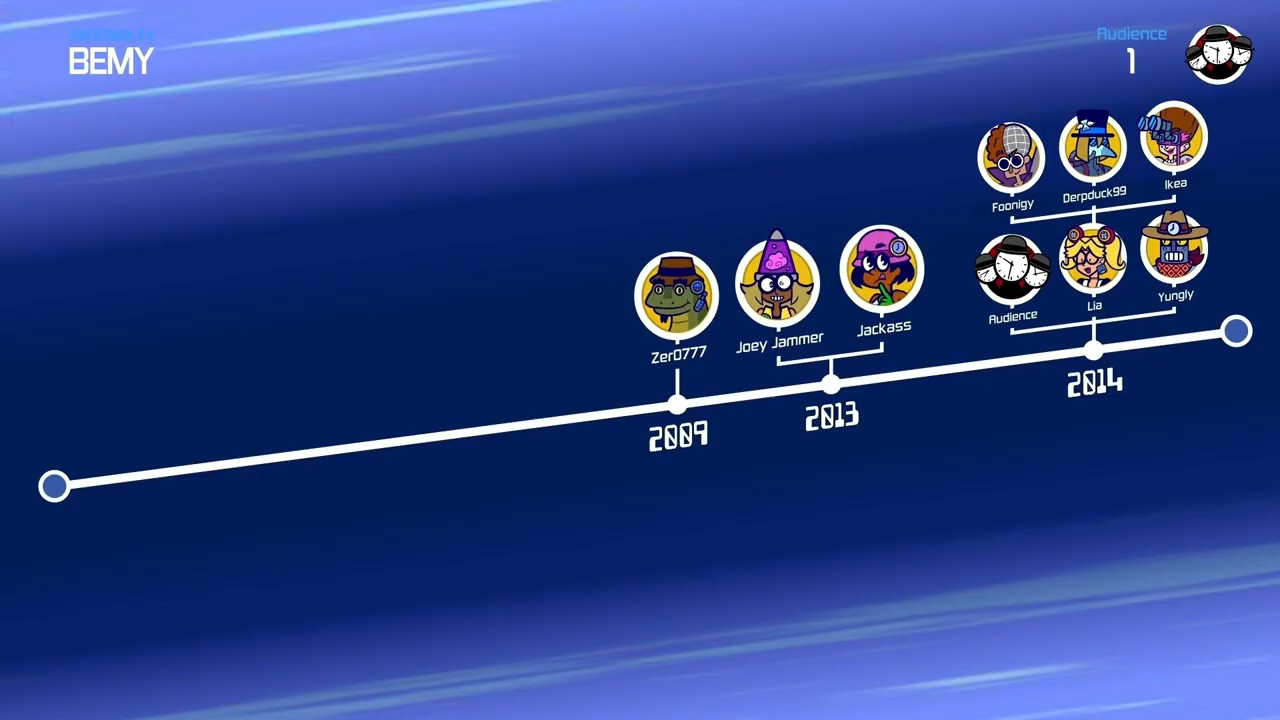 BEMY
Audience
1
Foonigy
Derpduck99
Ikea
Audience
Lia
Yungly
Zer0777
Joey Jammer
Jackass
2009
2013
2014